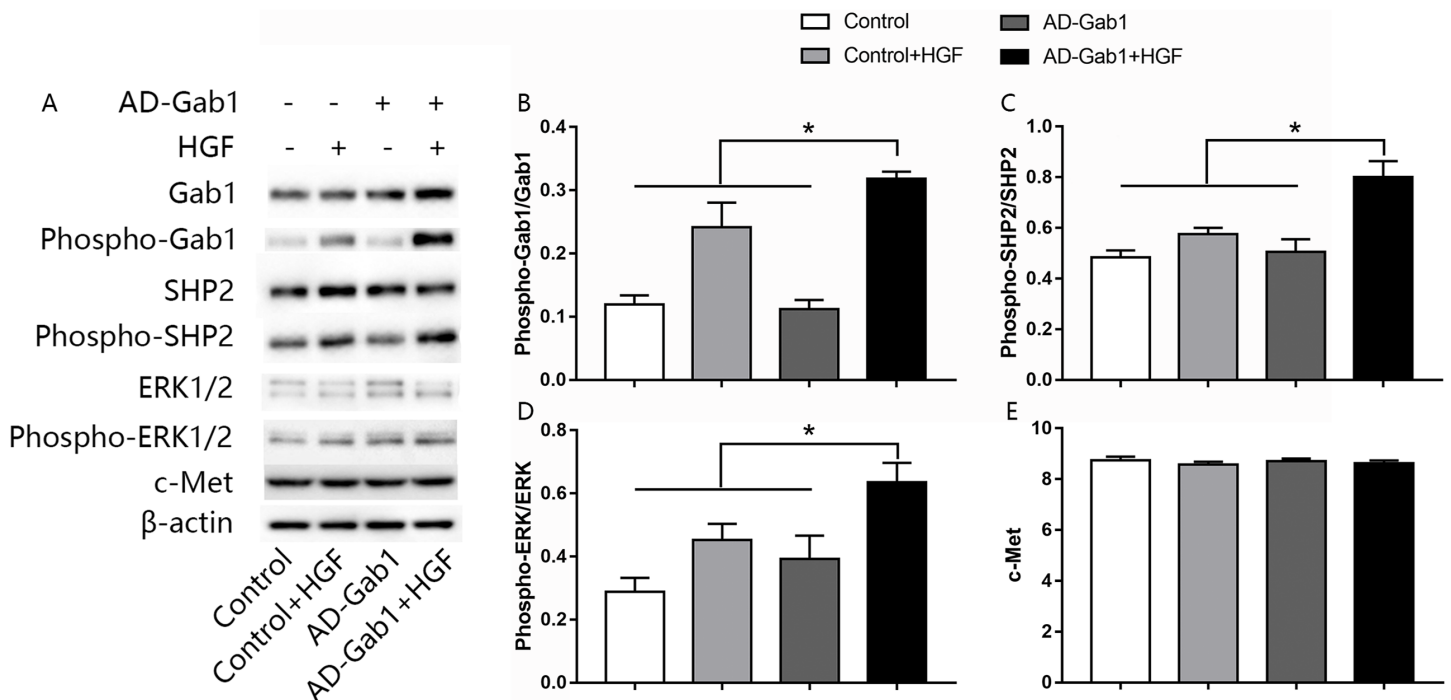 Control
AD-Gab1
Control+HGF
AD-Gab1+HGF
A
AD-Gab1 - - + +
HGF - + - +
Gab1
Phospho-Gab1
SHP2
Phospho-SHP2
ERK1/2
Phospho-ERK1/2
c-Met
β-actin
Control
Control+HGF
AD-Gab1
AD-Gab1+HGF
B
Phospho-Gab1/Gab1
0.4
0.3
0.2
0.1
0.0
*
C
Phospho-SHP2/SHP2
1.0
0.8
0.6
0.4
0.2
0.0
*
D
Phospho-ERK/ERK
0.8
0.6
0.4
0.2
0.0
*
E
c-Met
10
8
6
4
2
0